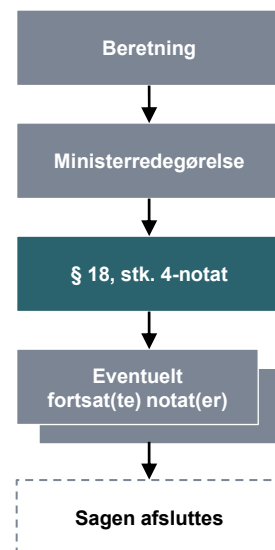 Beretning
Ministerredegørelse
§ 18, stk. 4-notat
Eventuelt
fortsat(te) notat(er)
Sagen afsluttes